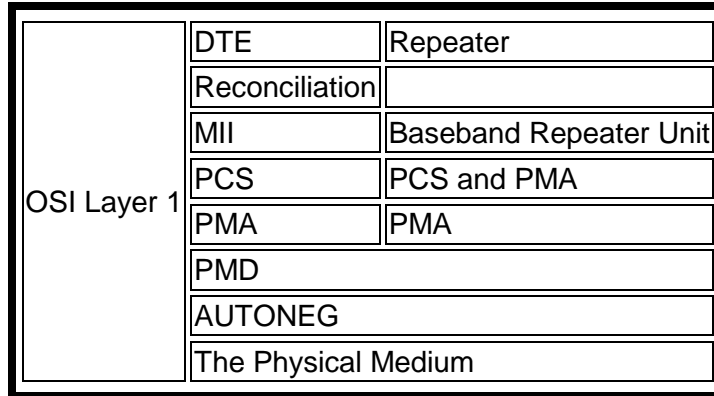 DTE Repeater
Reconciliation
MII Baseband Repeater Unit
OSI Layer 1
PCS PCS and PMA
PMA PMA
PMD
AUTONEG
The Physical Medium